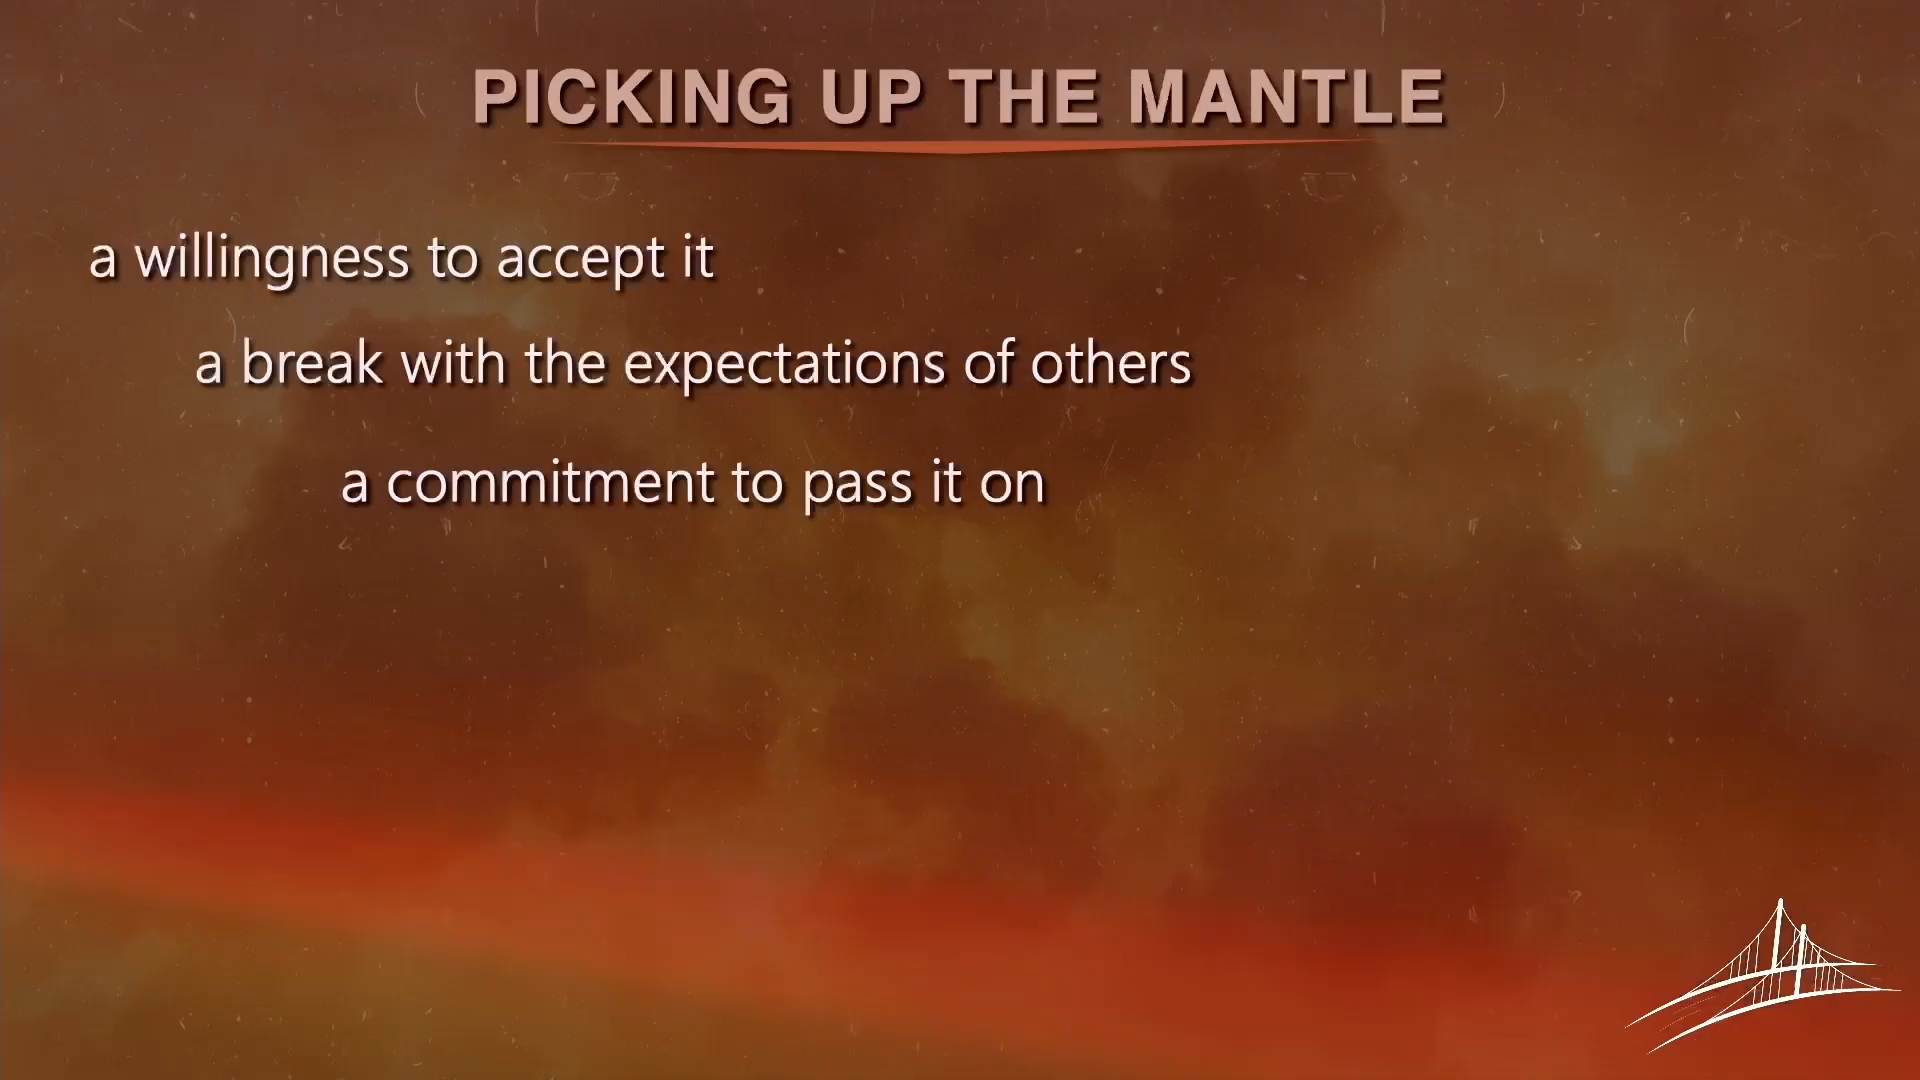 PICKING UP THE MANTLE
a willingness to accept it
a break with the expectations of others
a commitment to pass it on